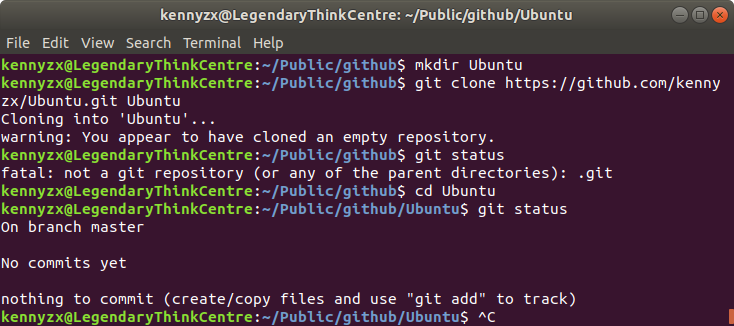 kennyzx@LegendaryThinkCentre: ~/Public/github/Ubuntu
File Edit View Search Terminal Help
kennyzx@LegendaryThinkCentre:~/Public/github$ mkdir Ubuntu
kennyzx@LegendaryThinkCentre:~/Public/github$ git clone https://github.com/kenny
zx/Ubuntu.git Ubuntu
Cloning into 'Ubuntu'...
warning: You appear to have cloned an empty repository.
kennyzx@LegendaryThinkCentre:~/Public/github$ git status
fatal: not a git repository (or any of the parent directories): .git
kennyzx@LegendaryThinkCentre:~/Public/github$ cd Ubuntu
kennyzx@LegendaryThinkCentre:~/Public/github/Ubuntu$ git status
On branch master
No commits yet
nothing to commit (create/copy files and use "git add" to track)
kennyzx@LegendaryThinkCentre:~/Public/github/Ubuntu$ ^C